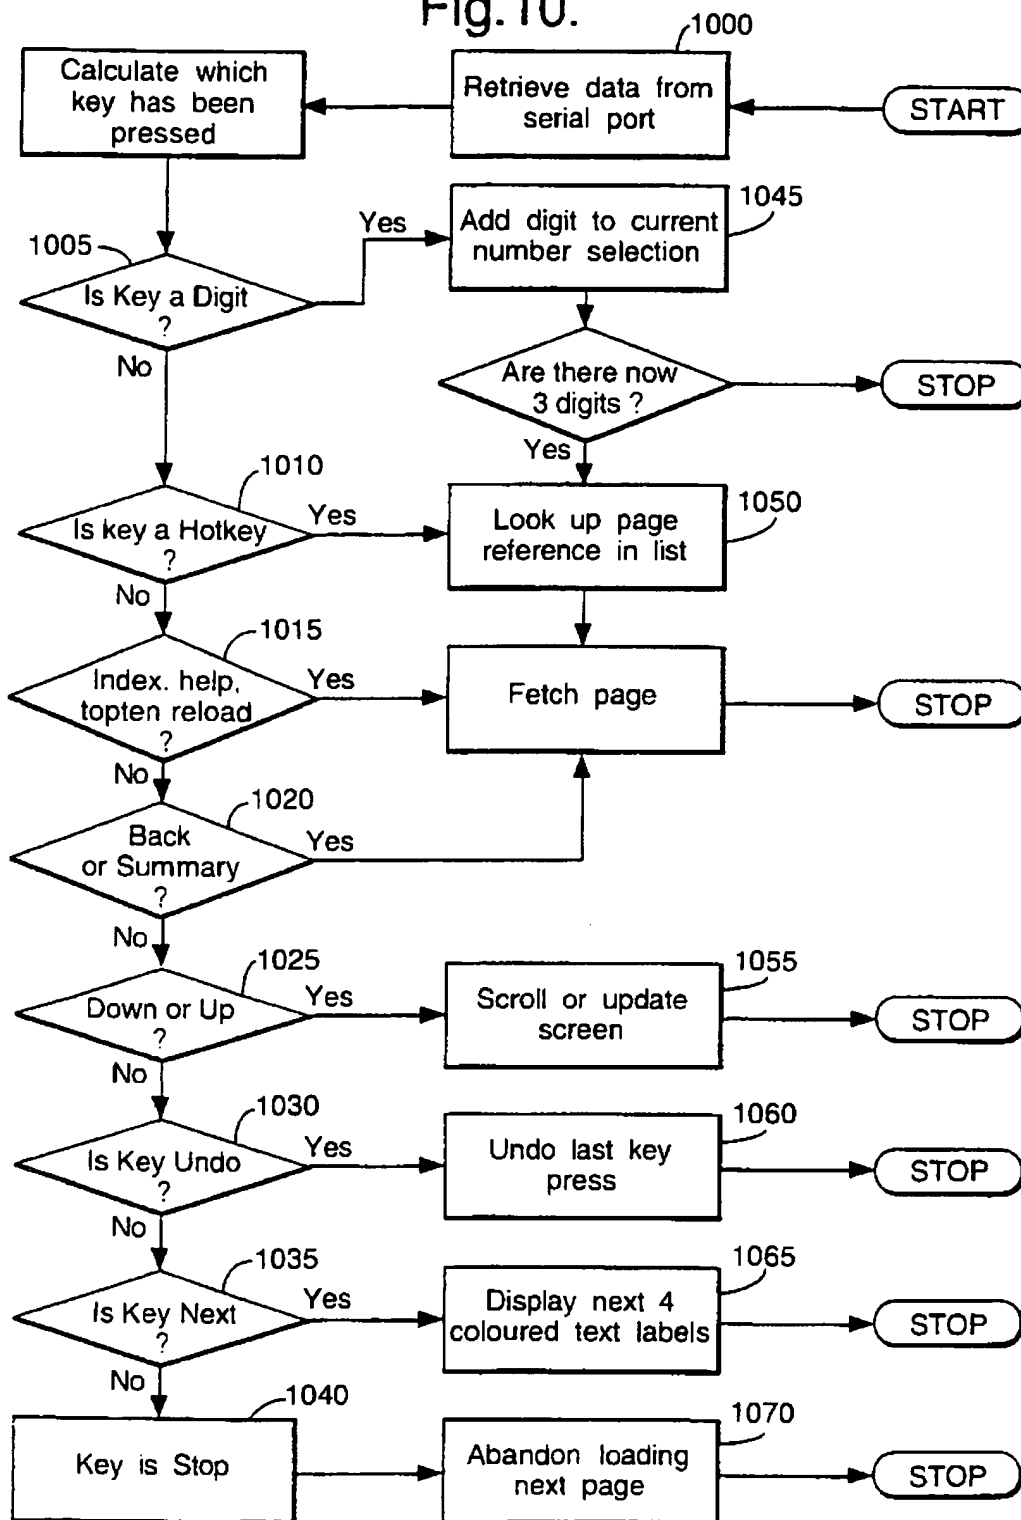 Fig.10.
1000
START
Retrieve data from
serial port
Calculate which
key has been
pressed
1005
Is Key a Digit
?
Yes
No
1045
Add digit to current
number selection
Are there now
3 digits ?
Yes
STOP
1010
Is key a Hotkey
?
Yes
No
1050
Look up page
reference in list
1015
Index. help,
topten reload
?
Yes
No
Fetch page
STOP
1020
Back
or Summary
?
Yes
No
1025
Down or Up
?
Yes
No
1055
Scroll or update
screen
STOP
1030
Is Key Undo
?
Yes
No
1060
Undo last key
press
STOP
1035
Is Key Next
?
Yes
No
1065
Display next 4
coloured text labels
STOP
1040
Key is Stop
1070
Abandon loading
next page
STOP